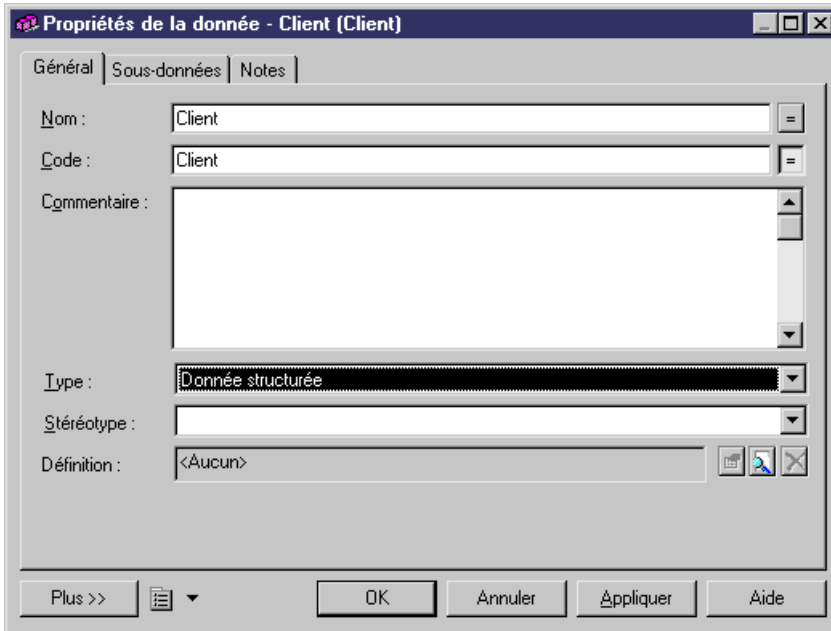 Propriétés de la donnée - Client (Client)
Général Sous-données Notes
Nom : Client =
Code : Client =
Commentaire :
Type : Donnée structurée
Stéréotype :
Définition : <Aucun>
Plus >> OK Annuler Appliquer Aide